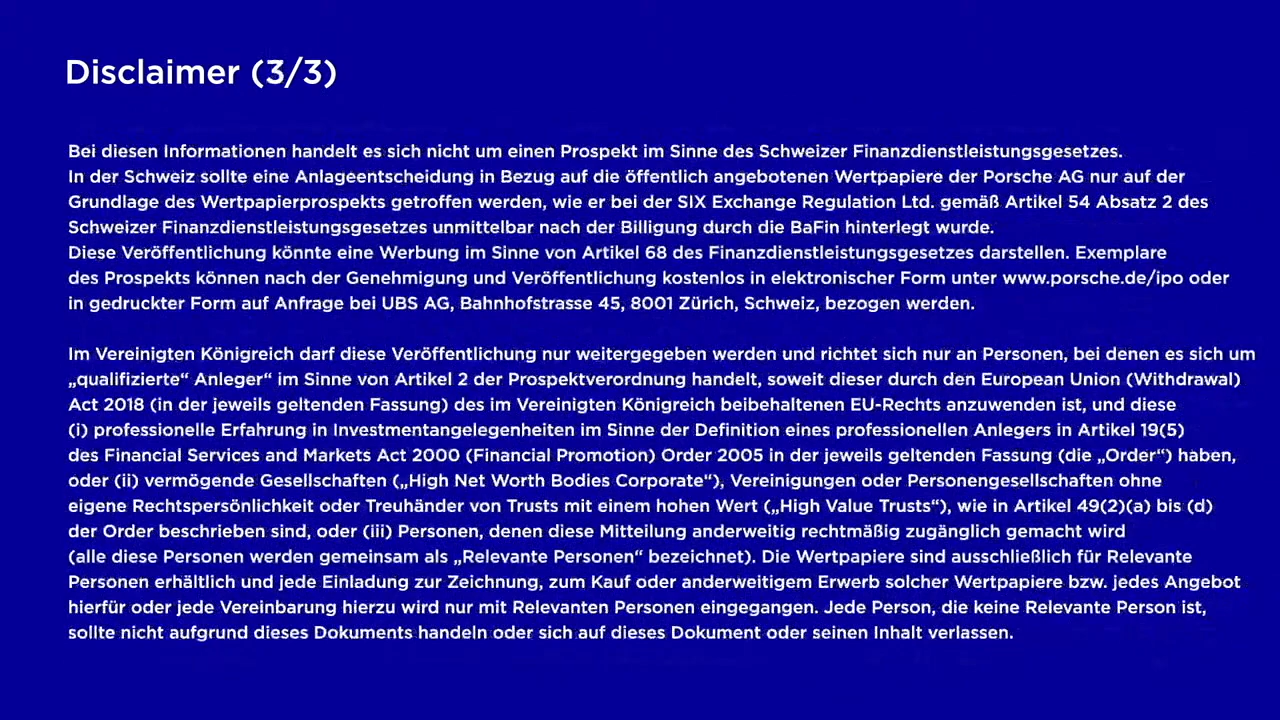 Disclaimer (3/3)
Bei diesen Informationen handelt es sich nicht um einen Prospekt im Sinne des Schweizer Finanzdienstleistungsgesetzes.
In der Schweiz sollte eine Anlageentscheidung in Bezug auf die öffentlich angebotenen Wertpapiere der Porsche AG nur auf der
Grundlage des Wertpapierprospekts getroffen werden, wie er bei der SIX Exchange Regulation Ltd. gemäß Artikel 54 Absatz 2 des
Schweizer Finanzdienstleistungsgesetzes unmittelbar nach der Billigung durch die BaFin hinterlegt wurde.
Diese Veröffentlichung könnte eine Werbung im Sinne von Artikel 68 des Finanzdienstleistungsgesetzes darstellen. Exemplare
des Prospekts können nach der Genehmigung und Veröffentlichung kostenlos in elektronischer Form unter www.porsche.de/ipo oder
in gedruckter Form auf Anfrage bei UBS AG, Bahnhofstrasse 45, 8001 Zürich, Schweiz, bezogen werden.
Im Vereinigten Königreich darf diese Veröffentlichung nur weitergegeben werden und richtet sich nur an Personen, bei denen es sich um
„qualifizierte“ Anleger“ im Sinne von Artikel 2 der Prospektverordnung handelt, soweit dieser durch den European Union (Withdrawal)
Act 2018 (in der jeweils geltenden Fassung) des im Vereinigten Königreich beibehaltenen EU-Rechts anzuwenden ist, und diese
(i) professionelle Erfahrung in Investmentangelegenheiten im Sinne der Definition eines professionellen Anlegers in Artikel 19(5)
des Financial Services and Markets Act 2000 (Financial Promotion) Order 2005 in der jeweils geltenden Fassung (die „Order“) haben,
oder (ii) vermögende Gesellschaften („High Net Worth Bodies Corporate“), Vereinigungen oder Personengesellschaften ohne
eigene Rechtspersönlichkeit oder Treuhänder von Trusts mit einem hohen Wert („High Value Trusts“), wie in Artikel 49(2)(a) bis (d)
der Order beschrieben sind, oder (iii) Personen, denen diese Mitteilung anderweitig rechtmäßig zugänglich gemacht wird
(alle diese Personen werden gemeinsam als „Relevante Personen“ bezeichnet). Die Wertpapiere sind ausschließlich für Relevante
Personen erhältlich und jede Einladung zur Zeichnung, zum Kauf oder anderweitigem Erwerb solcher Wertpapiere bzw. jedes Angebot
hierfür oder jede Vereinbarung hierzu wird nur mit Relevanten Personen eingegangen. Jede Person, die keine Relevante Person ist,
sollte nicht aufgrund dieses Dokuments handeln oder sich auf dieses Dokument oder seinen Inhalt verlassen.